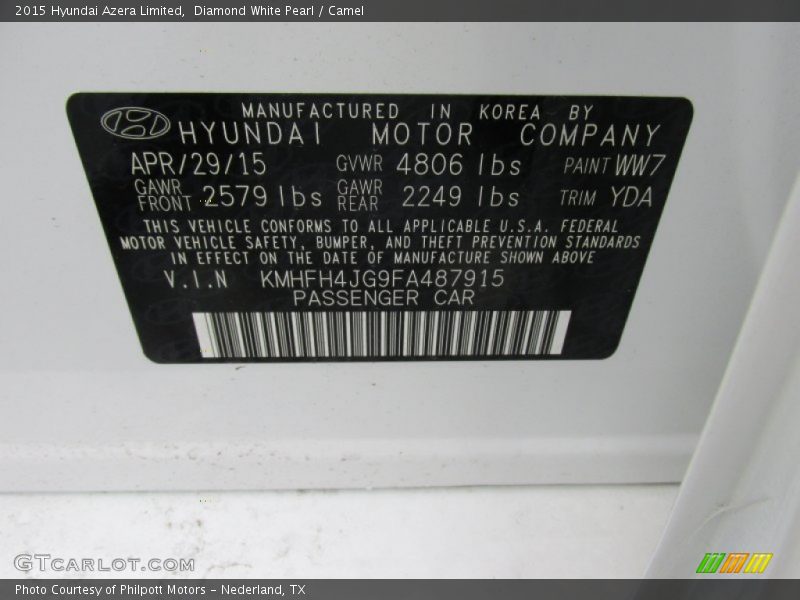 2015 Hyundai Azera Limited,  Diamond White Pearl / Camel
MANUFACTURED IN KOREA BY
HYUNDAI MOTOR COMPANY
APR/29/15 GVWR 4806 lbs PAINT WW7
GAWR FRONT 2579 lbs GAWR REAR 2249 lbs TRIM YDA
THIS VEHICLE CONFORMS TO ALL APPLICABLE U.S.A. FEDERAL
MOTOR VEHICLE SAFETY, BUMPER, AND THEFT PREVENTION STANDARDS
IN EFFECT ON THE DATE OF MANUFACTURE SHOWN ABOVE
V.I.N KMHFH4JG9FA487915
PASSENGER CAR
GTCARLOT.COM
Photo Courtesy of Philpott Motors - Nederland, TX